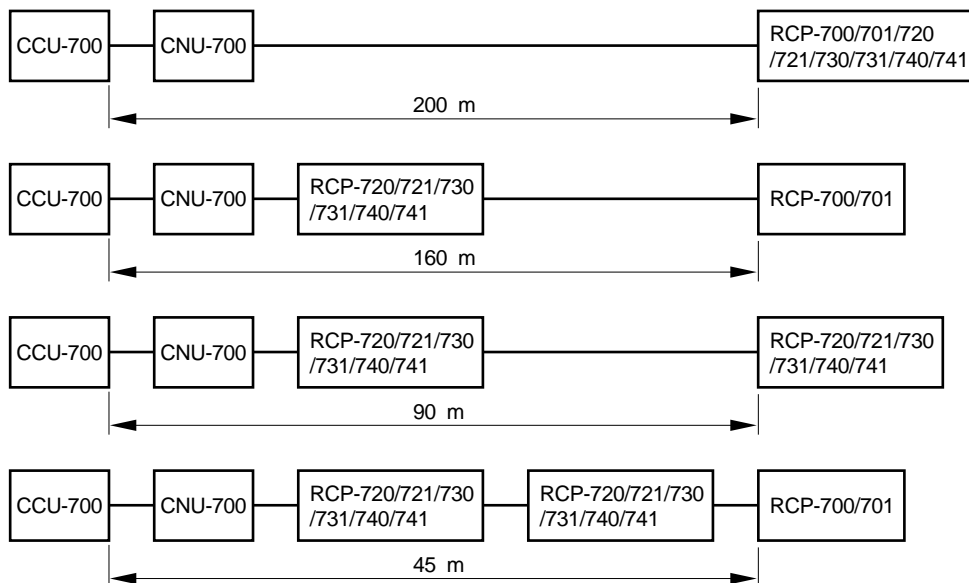 CCU-700
CNU-700
RCP-700/701/720
/721/730/731/740/741
200 m
CCU-700
CNU-700
RCP-720/721/730
/731/740/741
RCP-700/701
160 m
CCU-700
CNU-700
RCP-720/721/730
/731/740/741
RCP-720/721/730
/731/740/741
90 m
CCU-700
CNU-700
RCP-720/721/730
/731/740/741
RCP-720/721/730
/731/740/741
RCP-700/701
45 m